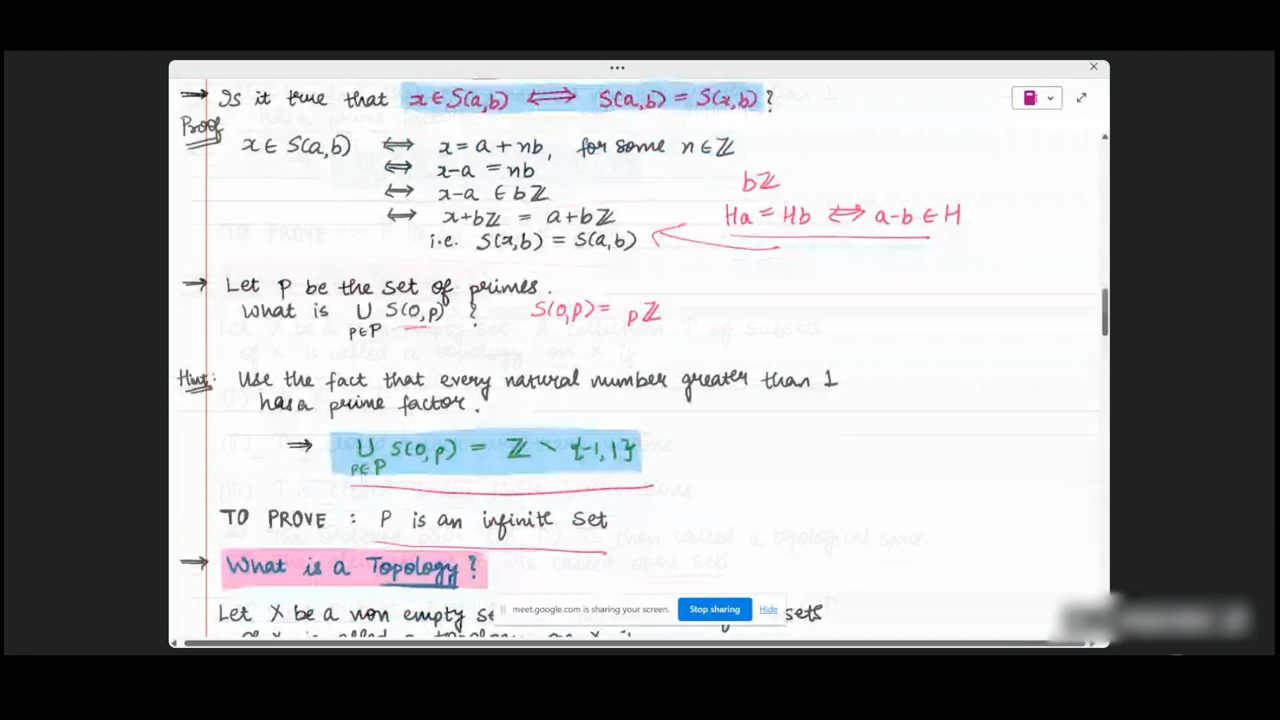 → Is it true that x ∈ S(a,b) ⟺ S(a,b) = S(x,b) ?
Proof
x ∈ S(a,b) ⟺ x = a + nb, for some n ∈ ℤ
⟺ x-a = nb
⟺ x-a ∈ bℤ
bℤ
⟺ x+bℤ = a+bℤ
Ha = Hb ⟺ a-b ∈ H
i.e. S(x,b) = S(a,b)
→ Let P be the set of primes.
What is ∪ S(0,p) ?
p∈P
S(0,p) = pℤ
Hint: Use the fact that every natural number greater than 1
has a prime factor.
⇒ ∪ S(0,p) = ℤ \ {-1,1}
p∈P
TO PROVE : P is an infinite set
→ What is a Topology?
Let X be a non empty se
sets
meet.google.com is sharing your screen.
Stop sharing
Hide